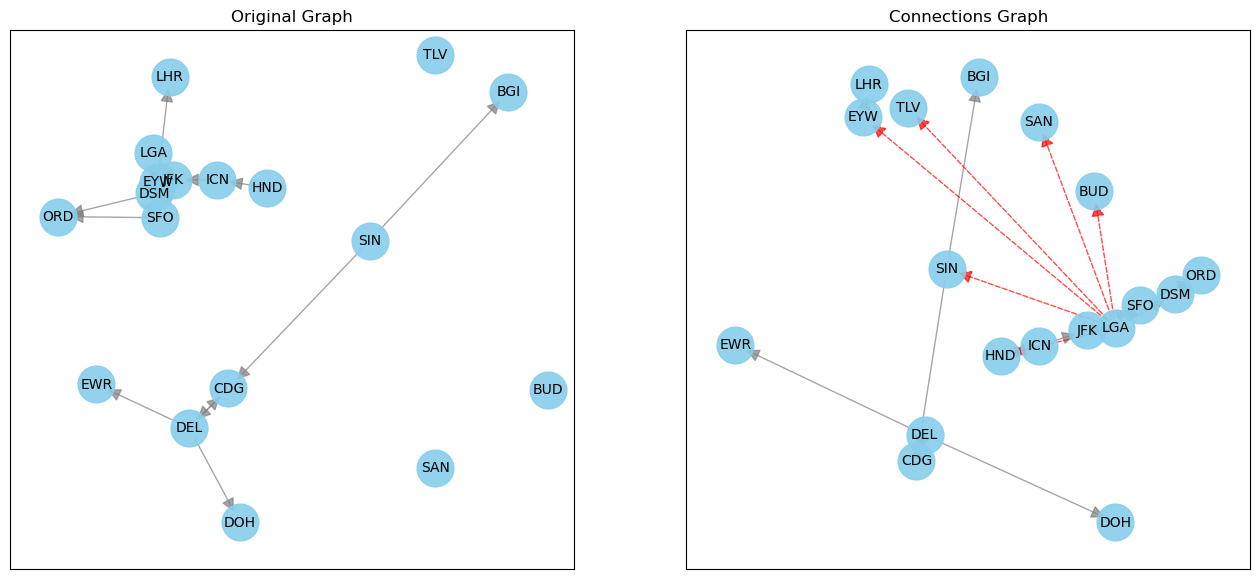 Original Graph
TLV
LHR
BGI
LGA
EYW
JFK
ICN
HND
DSM
ORD
SFO
SIN
EWR
CDG
BUD
DEL
SAN
DOH
Connections Graph
LHR
BGI
EYW
TLV
SAN
BUD
SIN
ORD
DSM
SFO
LGA
JFK
ICN
HND
EWR
DEL
CDG
DOH